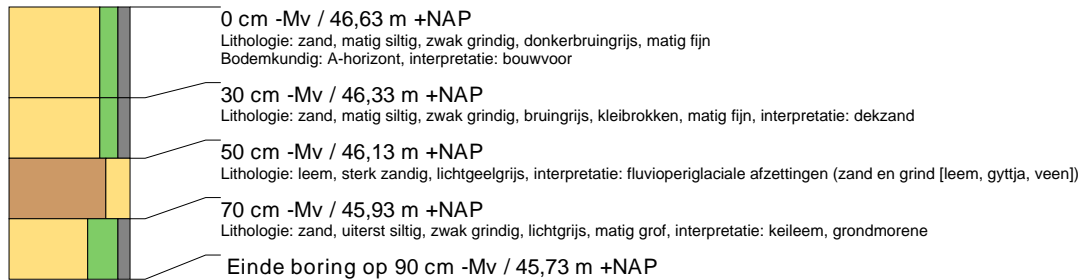 0 cm -Mv / 46,63 m +NAP
Lithologie: zand, matig siltig, zwak grindig, donkerbruingrijs, matig fijn
Bodemkundig: A-horizont, interpretatie: bouwvoor
30 cm -Mv / 46,33 m +NAP
Lithologie: zand, matig siltig, zwak grindig, bruingrijs, kleibrokken, matig fijn, interpretatie: dekzand
50 cm -Mv / 46,13 m +NAP
Lithologie: leem, sterk zandig, lichtgeelgrijs, interpretatie: fluvioperiglaciale afzettingen (zand en grind [leem, gyttja, veen])
70 cm -Mv / 45,93 m +NAP
Lithologie: zand, uiterst siltig, zwak grindig, lichtgrijs, matig grof, interpretatie: keileem, grondmorene
Einde boring op 90 cm -Mv / 45,73 m +NAP